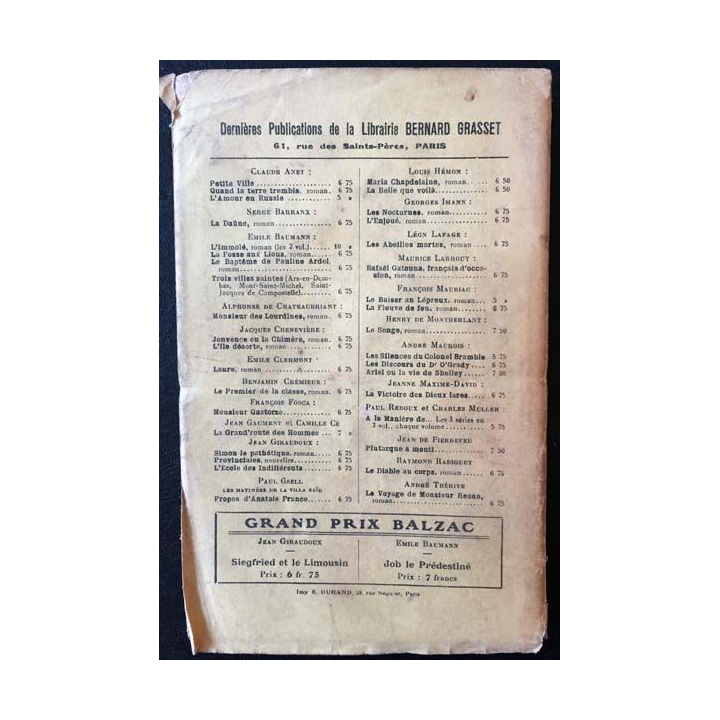 Dernières Publications de la Librairie BERNARD GRASSET
61, rue des Saints-Pères, PARIS
CLAUDE ANET :
Petite Ville .................. 6 75
Quand la terre trembla. roman. 6 75
L'Amour en Russie ............ 5 »
SERGE BARRANX :
La Daûne, roman............... 6 75
EMILE BAUMANN :
L'Immolé, roman (les 2 vol.)...... 10 »
La Fosse aux Lions, roman..... 6 75
Le Baptême de Pauline Ardel,
roman....................... 6 75
Trois villes saintes (Ars-en-Dom-
bes, Mont-Saint-Michel, Saint-
Jacques de Compostelle)....... 6 75
ALPHONSE DE CHATEAUBRIANT :
Monsieur des Lourdines, roman. 6 75
JACQUES CHENEVIÈRE :
Jouvence ou la Chimère, roman. 6 75
L'Ile déserte, roman............ 6 75
EMILE CLERMONT
Laure. roman.................. 6 75
BENJAMIN CRÉMIEUX :
Le Premier de la classe, roman. 6 75
FRANÇOIS FOSCA :
Monsieur Quatorze.............. 6 75
JEAN GAUMENT et CAMILLE CÉ
La Grand'route des Hommes ... 7 »
JEAN GIRAUDOUX :
Simon le pathétique, roman..... 6 75
Provinciales, nouvelles............ 6 75
L'Ecole des Indifférents......... 6 75
PAUL GSELL
LES MATINÉES DE LA VILLA SAÏD
Propos d'Anatole France........ 6 75
LOUIS HÉMON :
Maria Chapdelaine, roman..... 6 50
La Belle que voilà.............. 6 50
GEORGES IMANN :
Les Nocturnes. roman........... 6 75
L'Enjoué, roman................ 6 75
LÉON LAFAGE :
Les Abeilles mortes, roman.... 6 75
MAURICE LARROUY :
Rafaël Gatouna, français d'occa-
sion, roman..................... 6 75
FRANÇOIS MAURIAC :
Le Baiser au Lépreux. roman... 5 »
Le Fleuve de feu. roman........ 6 75
HENRY DE MONTHERLANT :
Le Songe, roman............... 7 50
ANDRÉ MAUROIS :
Les Silences du Colonel Bramble 5 75
Les Discours du Dr O'Grady.... 6 75
Ariel ou la vie de Shelley....... 7 50
JEANNE MAXIME-DAVID :
La Victoire des Dieux lares.... 6 75
PAUL REBOUX et CHARLES MULLER :
A la Manière de... Les 3 séries en
2 vol., chaque volume............ 5 75
JEAN DE PIERREFEU
Plutarque a menti.............. 7 50
RAYMOND RADIGUET
Le Diable au corps. roman...... 6 75
ANDRÉ THÉRIVE
Le Voyage de Monsieur Renan,
roman........................ 6 75
GRAND PRIX BALZAC
JEAN GIRAUDOUX
Siegfried et le Limousin
Prix : 6 fr. 75
EMILE BAUMANN
Job le Prédestiné
Prix : 7 francs
Imp E. DURAND, 18, rue Séguier, Paris